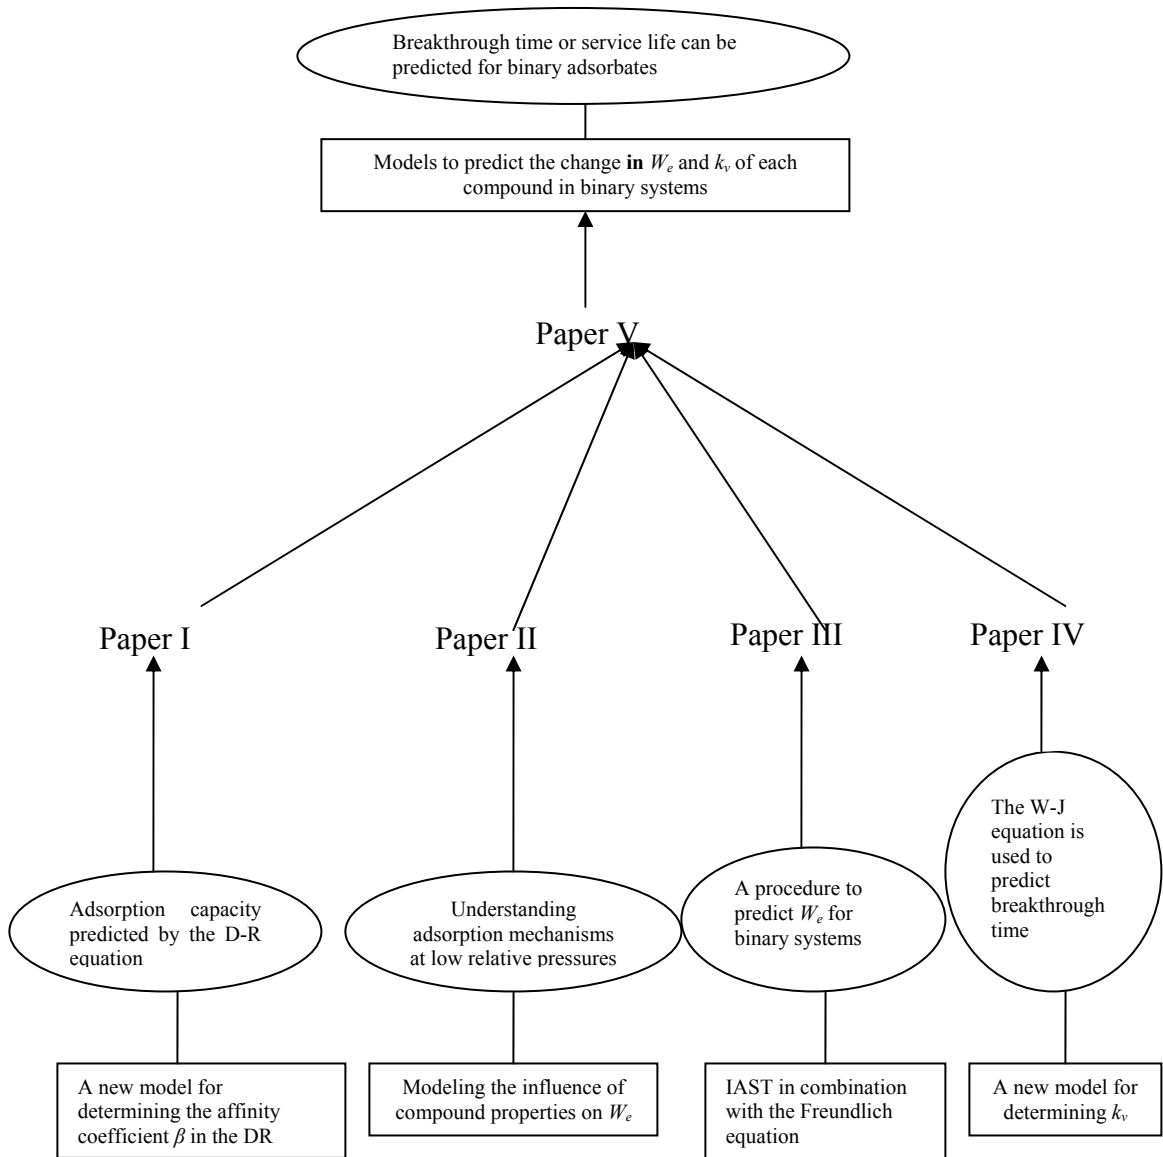 Breakthrough time or service life can be
predicted for binary adsorbates
Models to predict the change in We and kv of each
compound in binary systems
Paper V
Paper I
Paper II
Paper III
Paper IV
Adsorption capacity
predicted by the D-R
equation
Understanding
adsorption mechanisms
at low relative pressures
A procedure to
predict We for
binary systems
The W-J
equation is
used to
predict
breakthrough
time
A new model for
determining the affinity
coefficient β in the DR
Modeling the influence of
compound properties on We
IAST in combination
with the Freundlich
equation
A new model for
determining kv